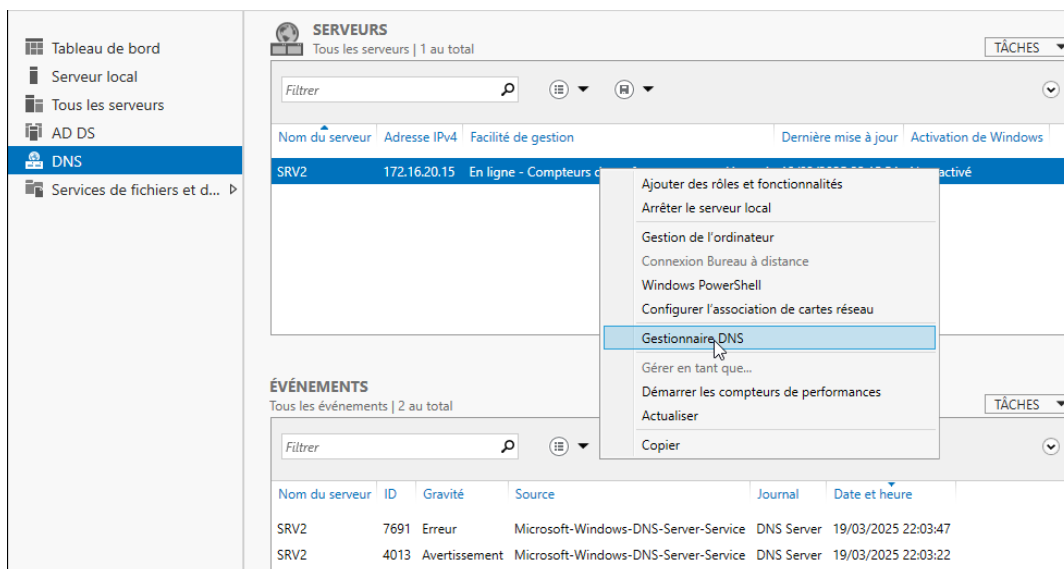 Tableau de bord
Serveur local
Tous les serveurs
AD DS
DNS
Services de fichiers et d...
SERVEURS
Tous les serveurs | 1 au total
TÂCHES
Filtrer
Nom du serveur Adresse IPv4 Facilité de gestion Dernière mise à jour Activation de Windows
SRV2 172.16.20.15 En ligne - Compteurs activé
Ajouter des rôles et fonctionnalités
Arrêter le serveur local
Gestion de l'ordinateur
Connexion Bureau à distance
Windows PowerShell
Configurer l'association de cartes réseau
Gestionnaire DNS
Gérer en tant que...
Démarrer les compteurs de performances
Actualiser
Copier
ÉVÉNEMENTS
Tous les événements | 2 au total
TÂCHES
Filtrer
Nom du serveur ID Gravité Source Journal Date et heure
SRV2 7691 Erreur Microsoft-Windows-DNS-Server-Service DNS Server 19/03/2025 22:03:47
SRV2 4013 Avertissement Microsoft-Windows-DNS-Server-Service DNS Server 19/03/2025 22:03:22